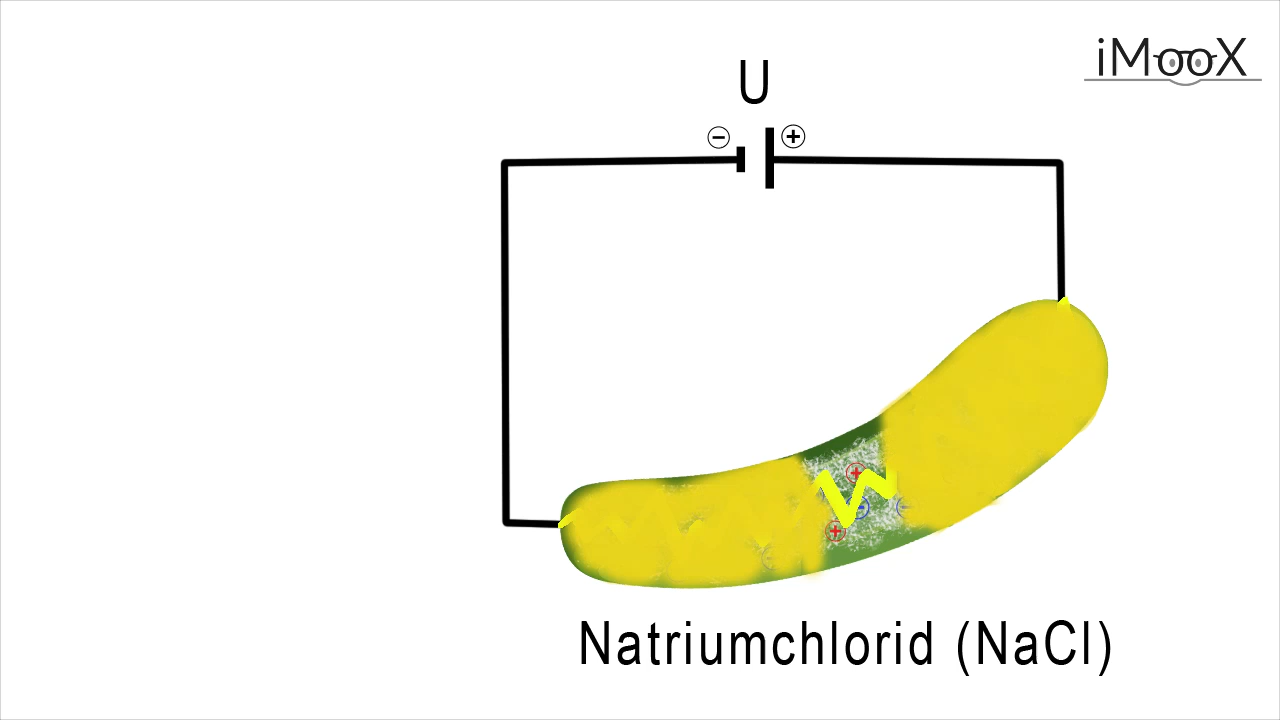 iMooX
U
− +
Natriumchlorid (NaCl)